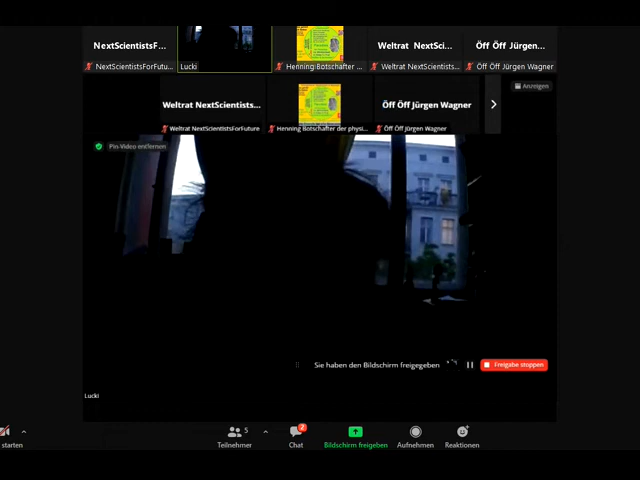 NextScientistsF...
Weltrat NextSci...
Öff Öff Jürgen...
NextScientistsForFutu...
Lucki
Henning Botschafter ...
Weltrat NextScientists...
Öff Öff Jürgen Wagner
Anzeigen
Weltrat NextScientists...
Öff Öff Jürgen Wagner
Weltrat NextScientistsForFuture
Henning Botschafter der physi...
Öff Öff Jürgen Wagner
Pin Video entfernen
Sie haben den Bildschirm freigegeben
Freigabe stoppen
Lucki
5
2
starten
Teilnehmer
Chat
Bildschirm freigeben
Aufnehmen
Reaktionen